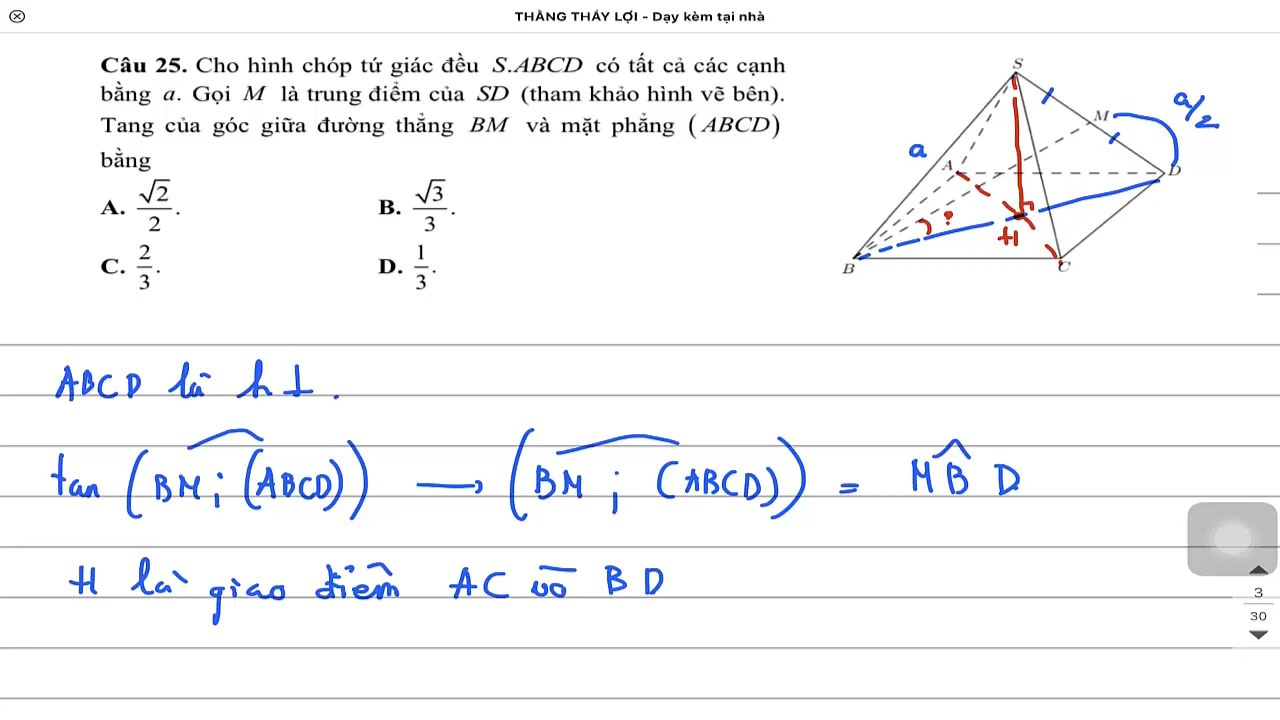 THẮNG THẦY LỢI - Dạy kèm tại nhà
Câu 25. Cho hình chóp tứ giác đều S.ABCD có tất cả các cạnh
bằng a. Gọi M là trung điểm của SD (tham khảo hình vẽ bên).
Tang của góc giữa đường thẳng BM và mặt phẳng (ABCD)
bằng
A. √2/2. B. √3/3.
C. 2/3. D. 1/3.
S
M
a/2
a
A
D
?
H
B
C
ABCD là h⊥.
tan (BM; (ABCD)) → (BM; (ABCD)) = MBD
H là giao điểm AC và BD
3
30